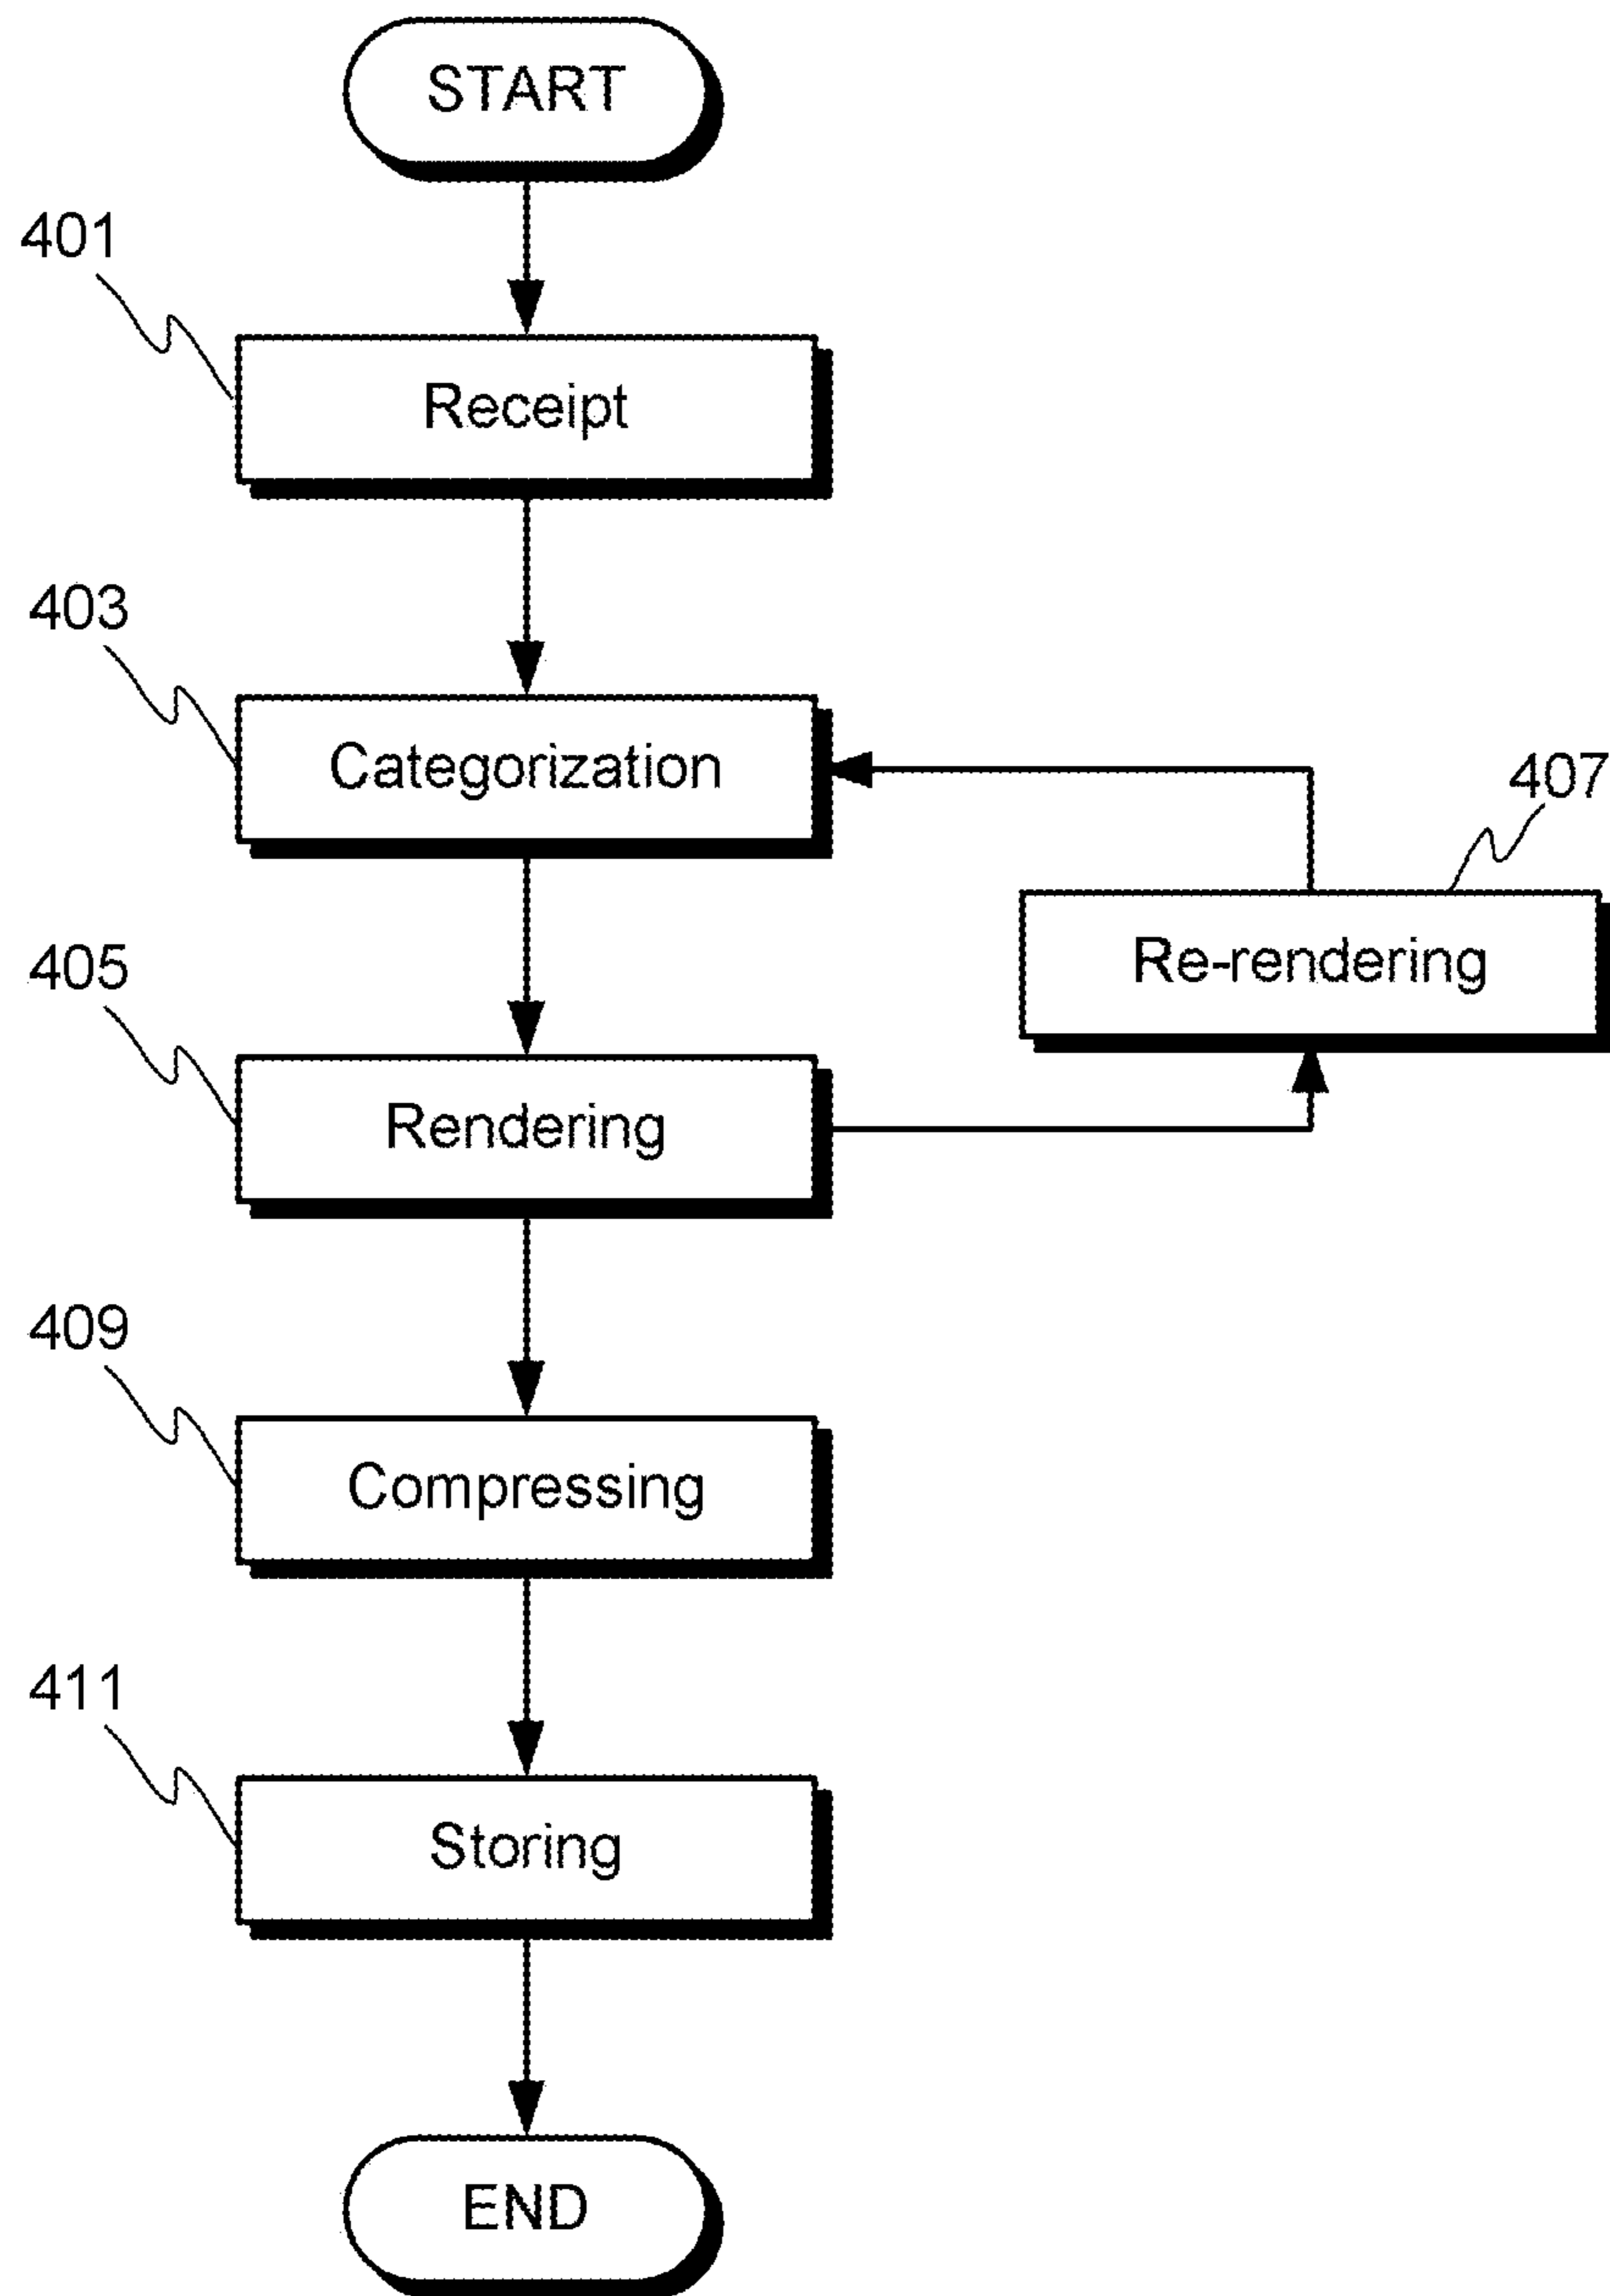 START
401
Receipt
403
Categorization
407
Re-rendering
405
Rendering
409
Compressing
411
Storing
END